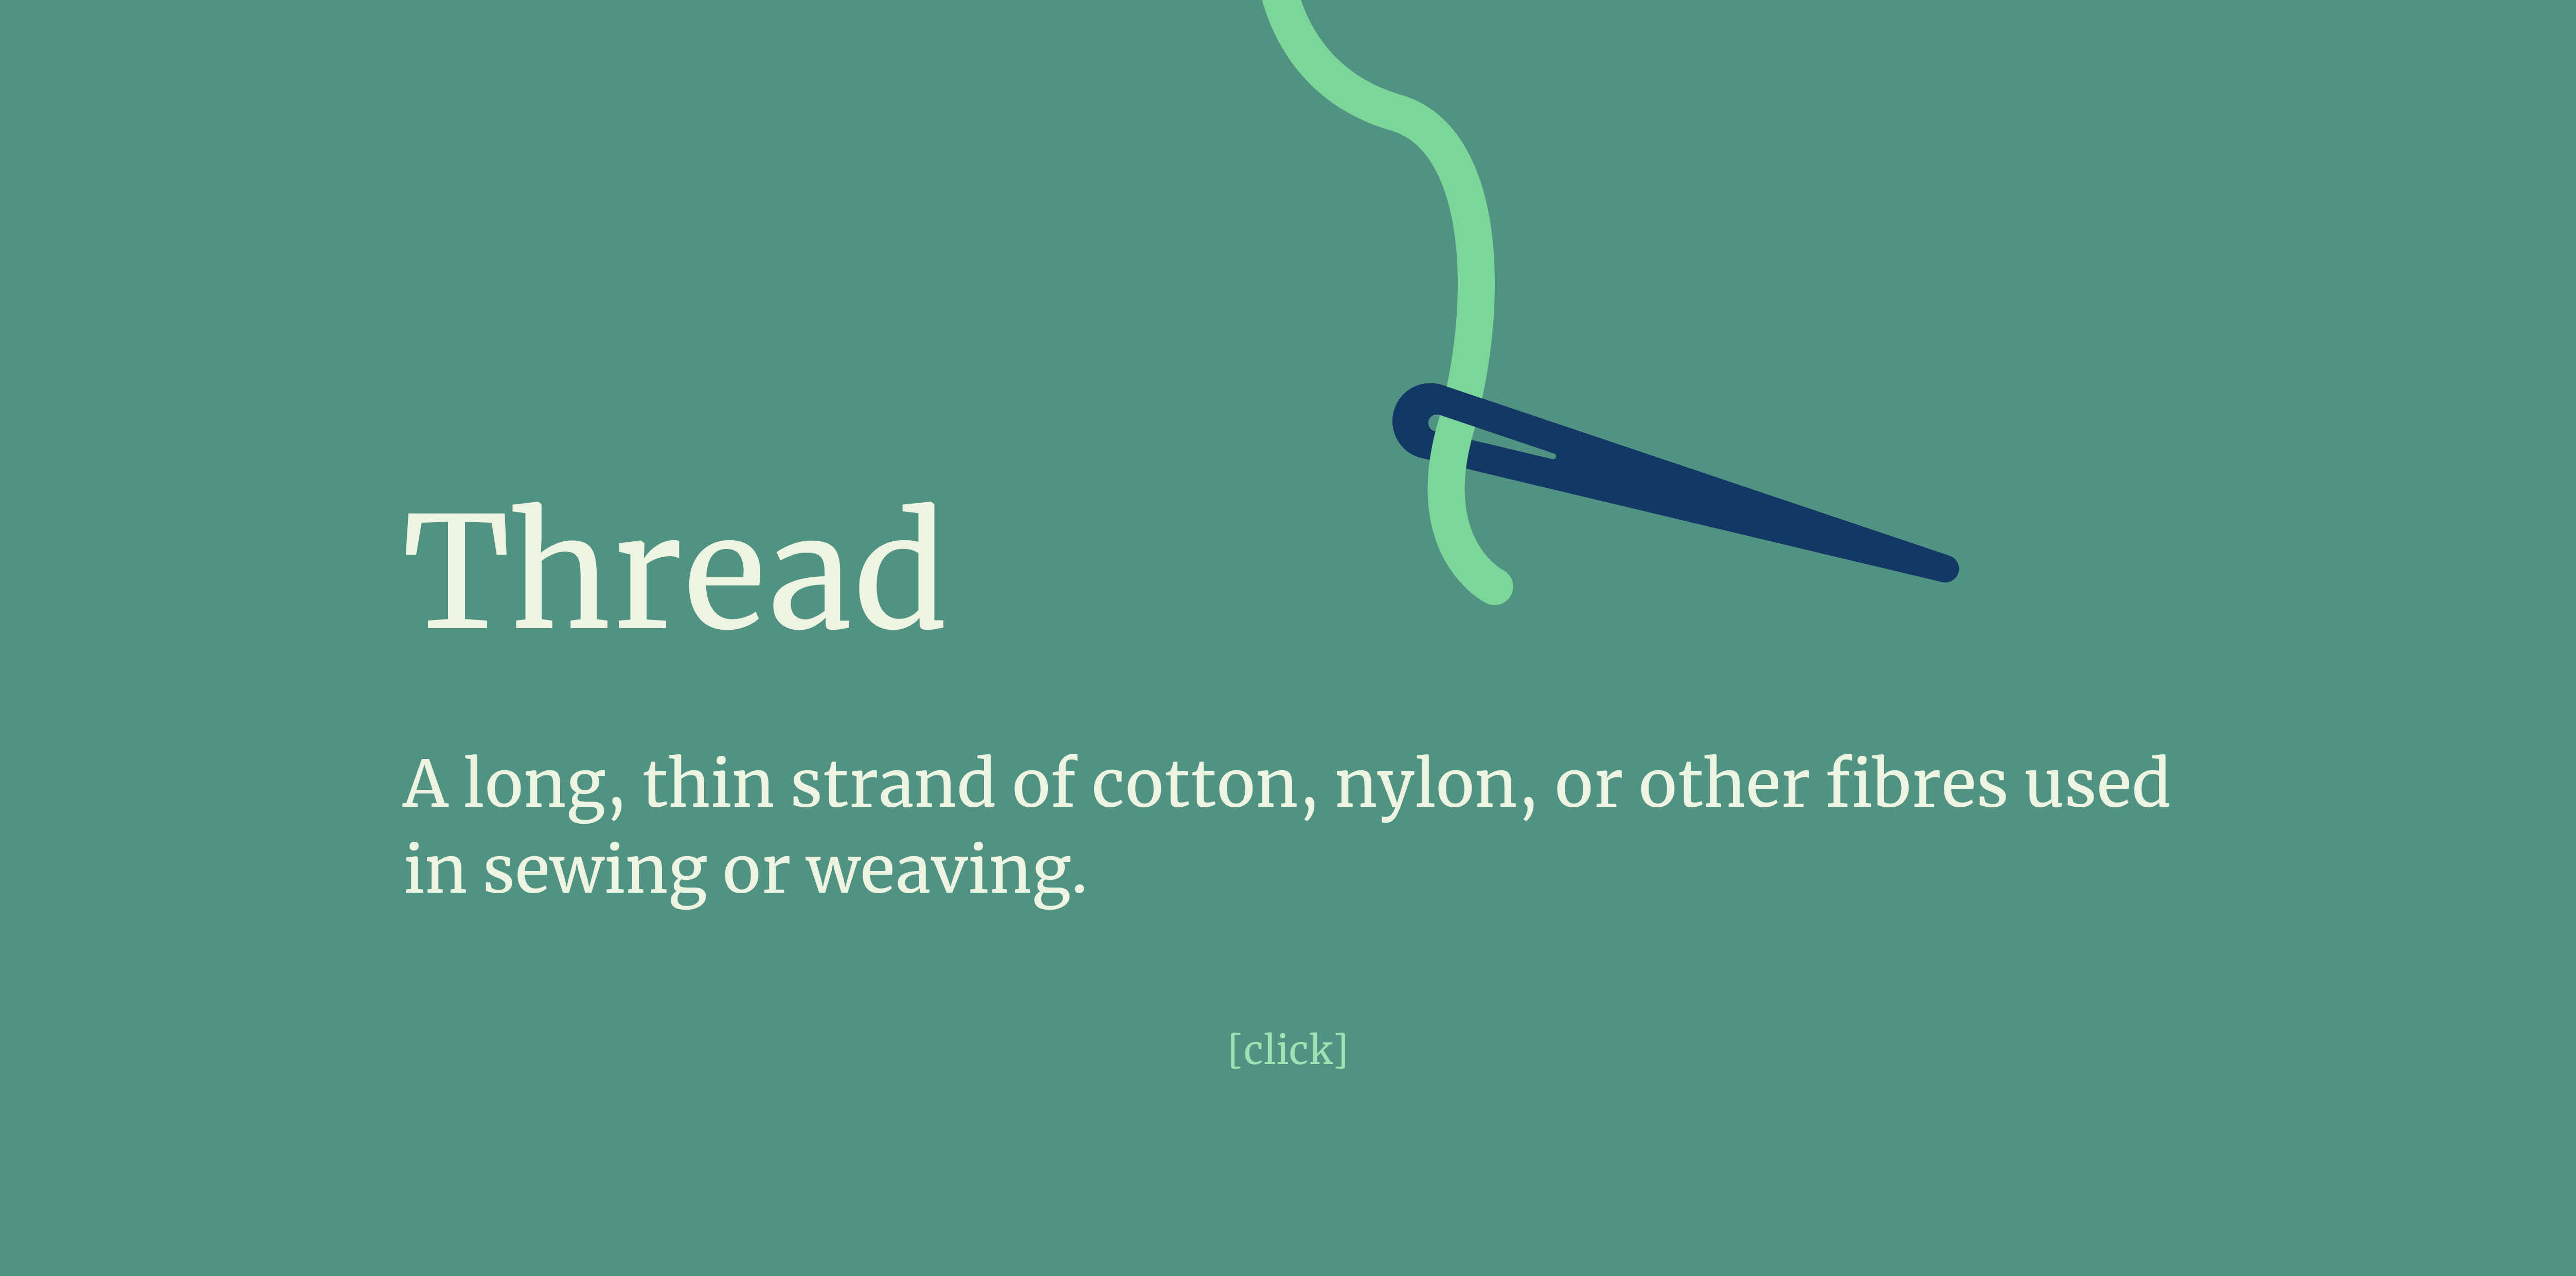 Thread
A long, thin strand of cotton, nylon, or other fibres used
in sewing or weaving.
[click]